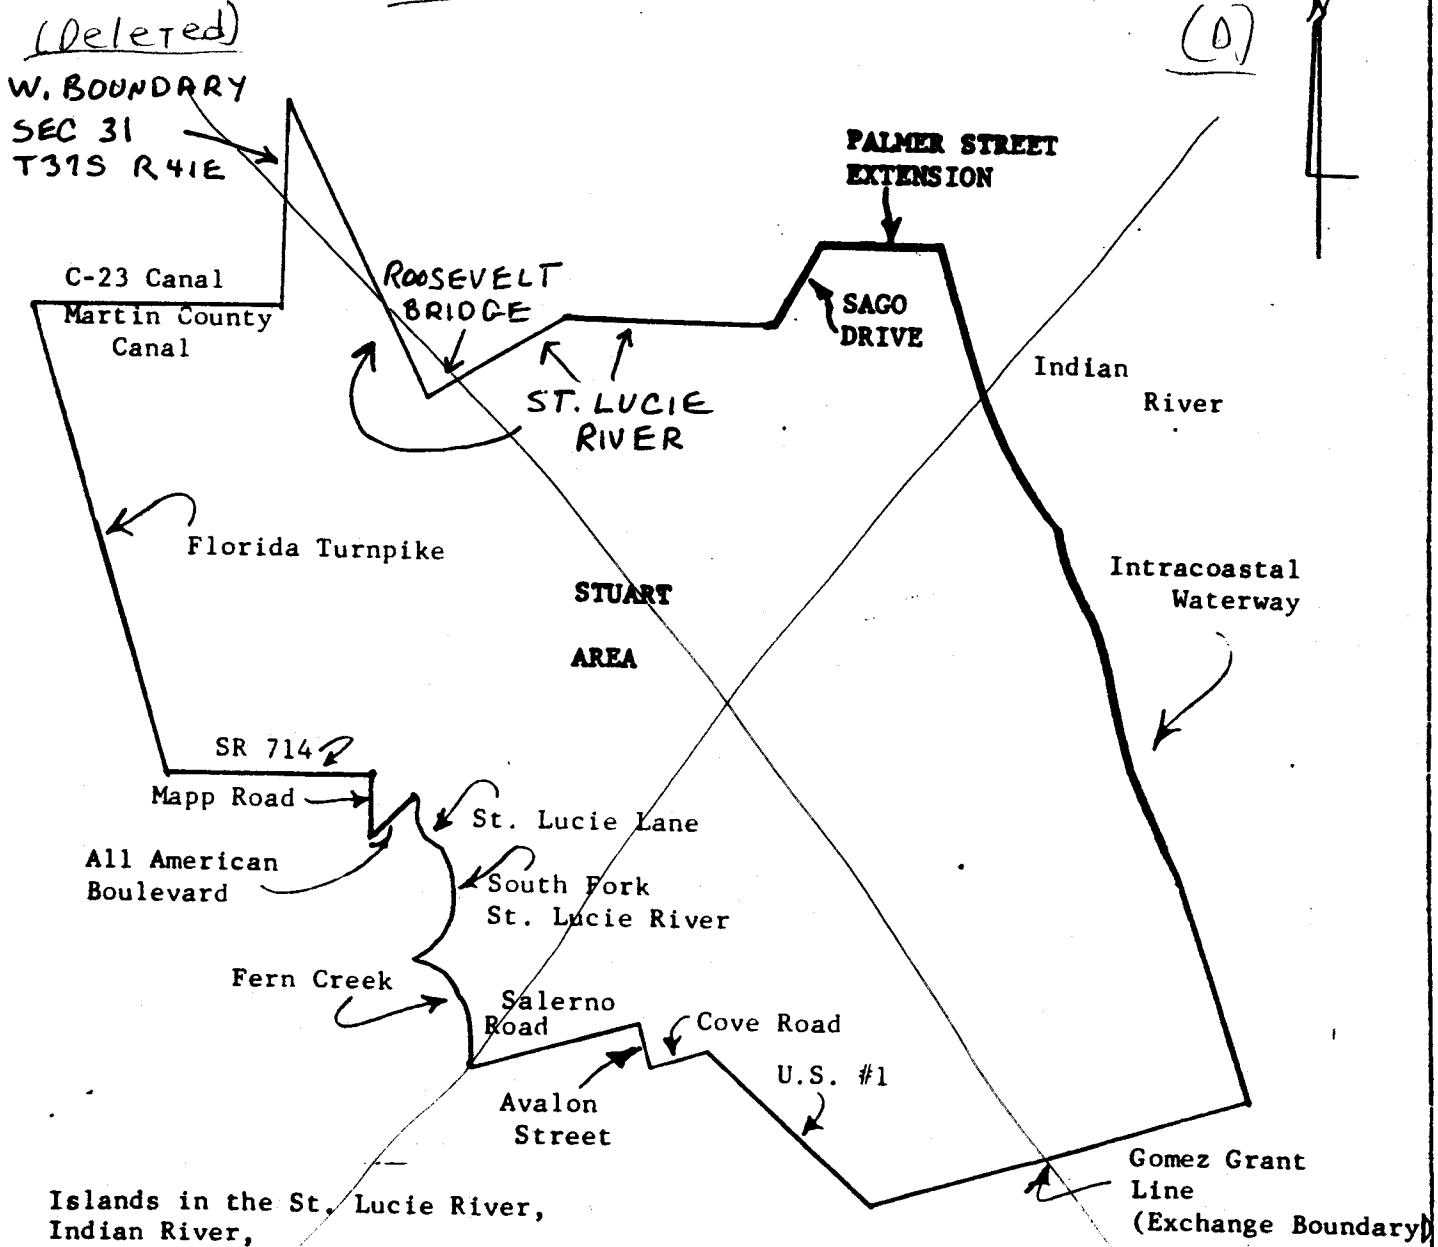 (Deleted)
(D)
N
W. BOUNDARY
SEC 31
T37S R41E
PALMER STREET
EXTENSION
C-23 Canal
Martin County
Canal
ROOSEVELT
BRIDGE
SAGO
DRIVE
Indian
River
ST. LUCIE
RIVER
Florida Turnpike
Intracoastal
Waterway
STUART
AREA
SR 714
Mapp Road
St. Lucie Lane
All American
Boulevard
South Fork
St. Lucie River
Fern Creek
Salerno
Road
Cove Road
U.S. #1
Avalon
Street
Gomez Grant
Line
(Exchange Boundary)
Islands in the St. Lucie River,
Indian River,